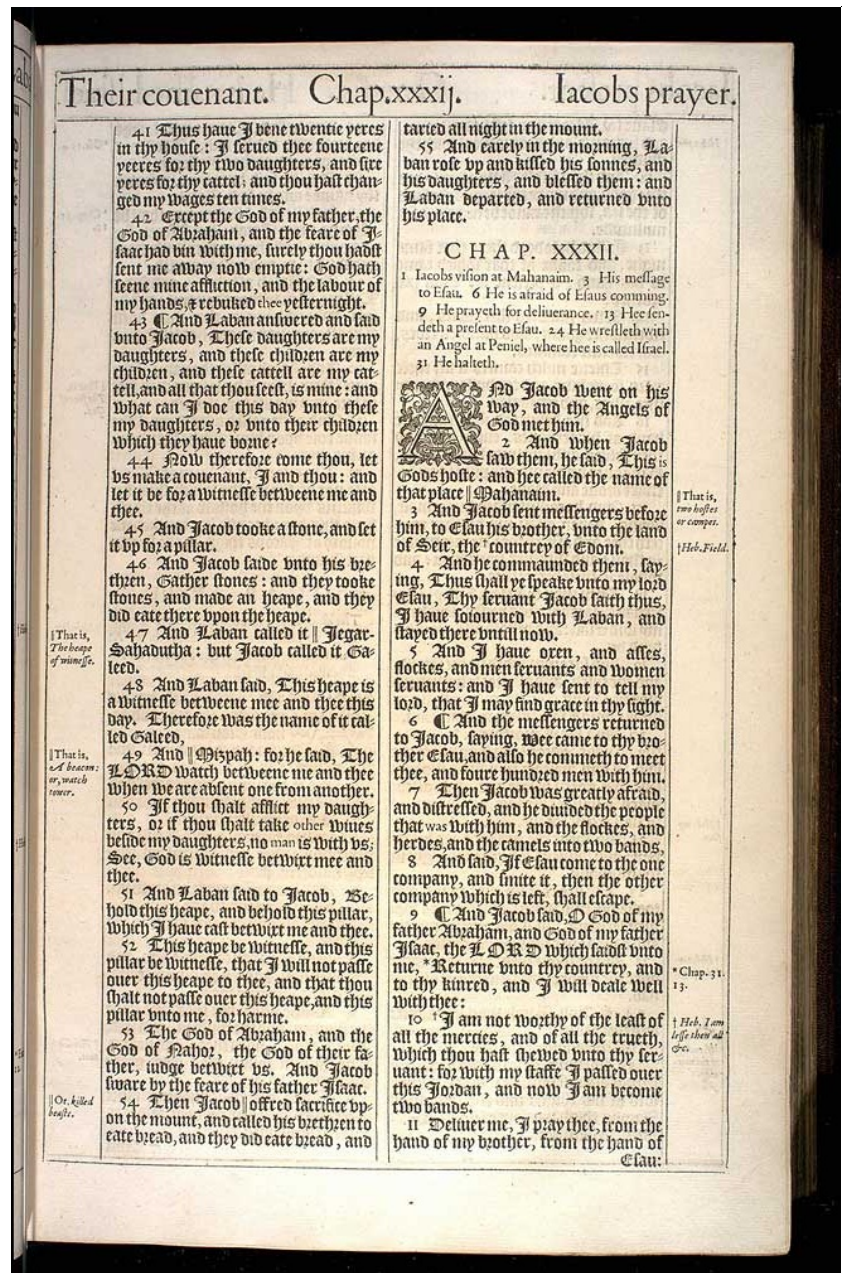 Their couenant. Chap.xxxij. Iacobs prayer.
41 Thus haue I bene twentie yeres
in thy house : I serued thee fourteene
yeeres for thy two daughters, and sixe
yeres for thy cattel: and thou hast chan-
ged my wages ten times.
42 Except the God of my father, the
God of Abraham, and the feare of I-
saac had bin with me, surely thou hadst
sent me away now emptie: God hath
seene mine affliction, and the labour of
my hands, & rebuked thee yesternight.
43 ¶ And Laban answered and said
vnto Jacob, These daughters are my
daughters, and these children are my
children, and these cattell are my cat-
tell, and all that thou seest, is mine : and
what can I doe this day vnto these
my daughters, or vnto their children
which they haue borne?
44 Now therefore come thou, let
vs make a couenant, I and thou : and
let it be for a witnesse betweene me and
thee.
45 And Jacob tooke a stone, and set
it vp for a pillar.
46 And Jacob saide vnto his bre-
thren, Gather stones : and they tooke
stones, and made an heape, and they
did eate there vpon the heape.
47 And Laban called it || Jegar-
Sahadutha : but Jacob called it Ga-
leed.
48 And Laban said, This heape is
a witnesse betweene mee and thee this
day. Therefore was the name of it cal-
led Galeed,
49 And || Mizpah : for he said, The
LORD watch betweene me and thee
when we are absent one from another.
50 If thou shalt afflict my daugh-
ters, or if thou shalt take other wiues
beside my daughters, no man is with vs;
See, God is witnesse betwixt mee and
thee.
51 And Laban said to Jacob, Be-
hold this heape, and behold this pillar,
which I haue cast betwixt me and thee.
52 This heape be witnesse, and this
pillar be witnesse, that I will not passe
ouer this heape to thee, and that thou
shalt not passe ouer this heape, and this
pillar vnto me, for harme.
53 The God of Abraham, and the
God of Nahor, the God of their fa-
ther, iudge betwixt vs. And Jacob
sware by the feare of his father Isaac.
54 Then Jacob || offred sacrifice vp-
on the mount, and called his brethren to
eate bread, and they did eate bread, and
|| That is,
The heape
of witnesse.
|| That is,
A beacon:
or, watch
tower.
|| Or, killed
beasts.
taried all night in the mount.
55 And earely in the morning, La-
ban rose vp and kissed his sonnes, and
his daughters, and blessed them : and
Laban departed, and returned vnto
his place.
CHAP. XXXII.
1 Iacobs vision at Mahanaim. 3 His message
to Esau. 6 He is afraid of Esaus comming.
9 He prayeth for deliuerance. 13 Hee sen-
deth a present to Esau. 24 He wrestleth with
an Angel at Peniel, where hee is called Israel.
31 He halteth.
AND Jacob went on his
way, and the Angels of
God met him.
2 And when Jacob
saw them, he said, This is
Gods hoste : and hee called the name of
that place || Mahanaim.
3 And Jacob sent messengers before
him, to Esau his brother, vnto the land
of Seir, the † countrey of Edom.
4 And he commaunded them, say-
ing, Thus shall ye speake vnto my lord
Esau, Thy seruant Jacob saith thus,
I haue soiourned with Laban, and
stayed there vntill now.
5 And I haue oxen, and asses,
flockes, and men seruants and women
seruants: and I haue sent to tell my
lord, that I may find grace in thy sight.
6 ¶ And the messengers returned
to Jacob, saying, Wee came to thy bro-
ther Esau, and also he commeth to meet
thee, and foure hundred men with him.
7 Then Jacob was greatly afraid,
and distressed, and he diuided the people
that was with him, and the flockes, and
herdes, and the camels into two bands,
8 And said, If Esau come to the one
company, and smite it, then the other
company which is left, shall escape.
9 ¶ And Jacob said, O God of my
father Abraham, and God of my father
Isaac, the LORD which saidst vnto
me, *Returne vnto thy countrey, and
to thy kinred, and I will deale well
with thee :
10 †I am not worthy of the least of
all the mercies, and of all the trueth,
which thou hast shewed vnto thy ser-
uant : for with my staffe I passed ouer
this Jordan, and now I am become
two bands.
11 Deliuer me, I pray thee, from the
hand of my brother, from the hand of
Esau:
|| That is,
two hostes
or campes.
† Heb. Field.
* Chap. 31.
13.
† Heb. I am
lesse then all
&c.